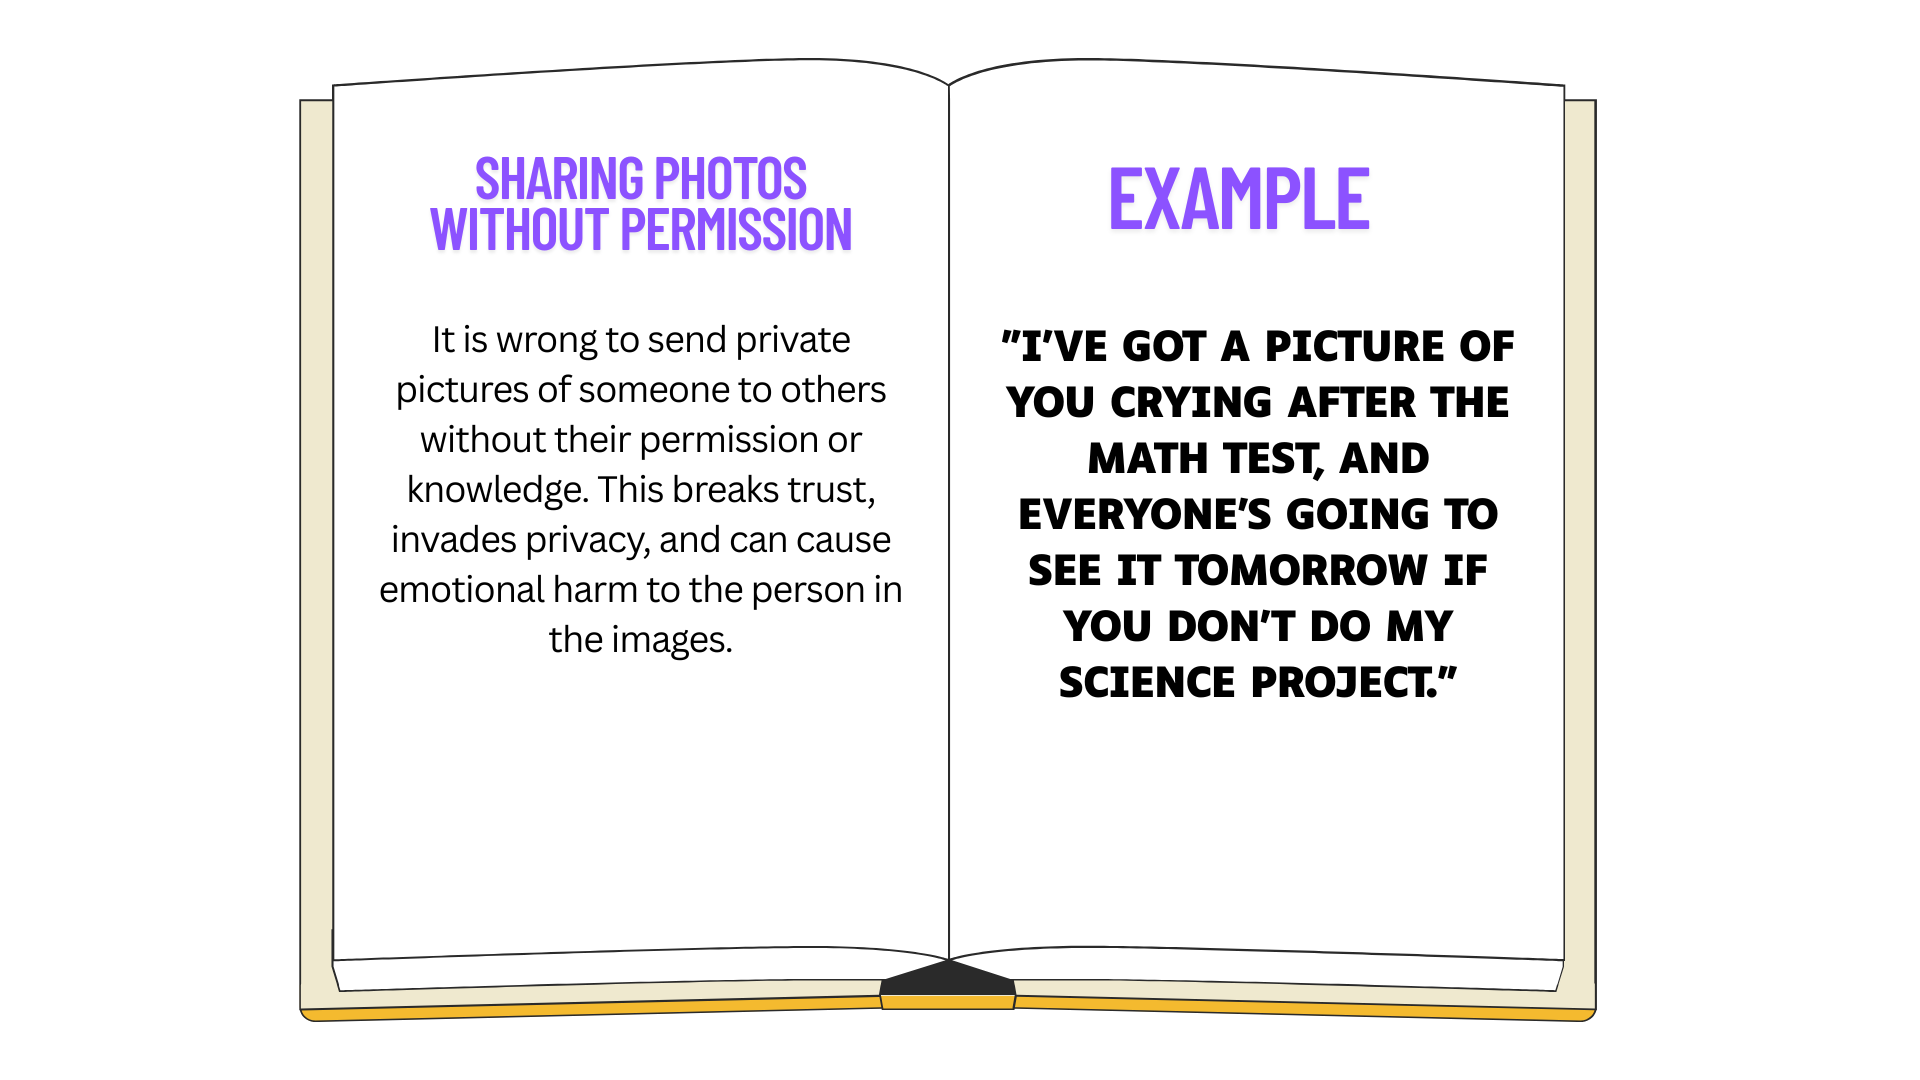 SHARING PHOTOS
WITHOUT PERMISSION
It is wrong to send private
pictures of someone to others
without their permission or
knowledge. This breaks trust,
invades privacy, and can cause
emotional harm to the person in
the images.
EXAMPLE
"I'VE GOT A PICTURE OF
YOU CRYING AFTER THE
MATH TEST, AND
EVERYONE'S GOING TO
SEE IT TOMORROW IF
YOU DON'T DO MY
SCIENCE PROJECT."